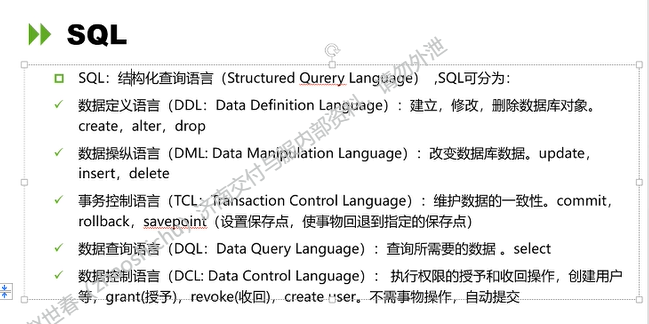 SQL
SQL：结构化查询语言（Structured Qurery Language） ,SQL可分为：
数据定义语言（DDL：Data Definition Language）：建立，修改，删除数据库对象。
create，alter，drop
数据操纵语言（DML: Data Manipulation Language）：改变数据库数据。update，
insert，delete
事务控制语言（TCL：Transaction Control Language）：维护数据的一致性。commit，
rollback，savepoint（设置保存点，使事物回退到指定的保存点）
数据查询语言（DQL：Data Query Language）：查询所需要的数据 。select
数据控制语言（DCL: Data Control Language）： 执行权限的授予和收回操作，创建用户
等，grant(授予)，revoke(收回)，create user。不需事物操作，自动提交
济南交付与服内部资料 请勿外泄